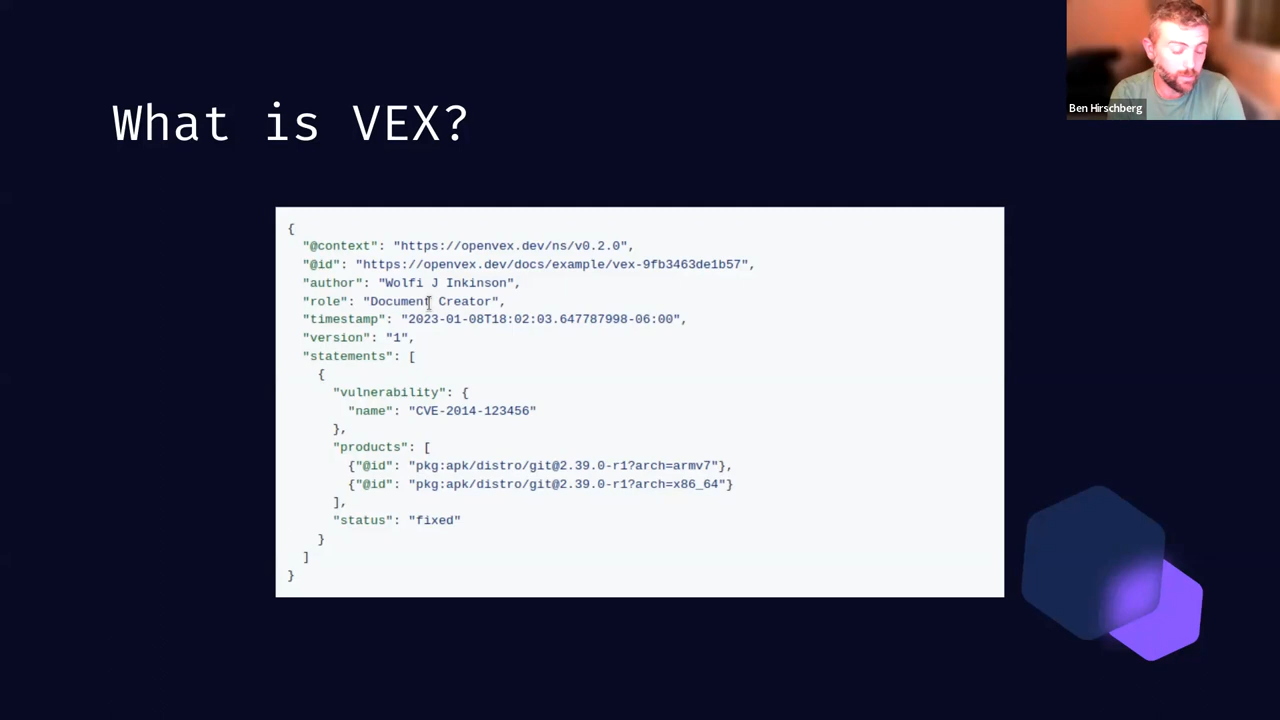 What is VEX?
Ben Hirschberg
{
"@context": "https://openvex.dev/ns/v0.2.0",
"@id": "https://openvex.dev/docs/example/vex-9fb3463de1b57",
"author": "Wolfi J Inkinson",
"role": "Document Creator",
"timestamp": "2023-01-08T18:02:03.647787998-06:00",
"version": "1",
"statements": [
{
"vulnerability": {
"name": "CVE-2014-123456"
},
"products": [
{"@id": "pkg:apk/distro/git@2.39.0-r1?arch=armv7"},
{"@id": "pkg:apk/distro/git@2.39.0-r1?arch=x86_64"}
],
"status": "fixed"
}
]
}